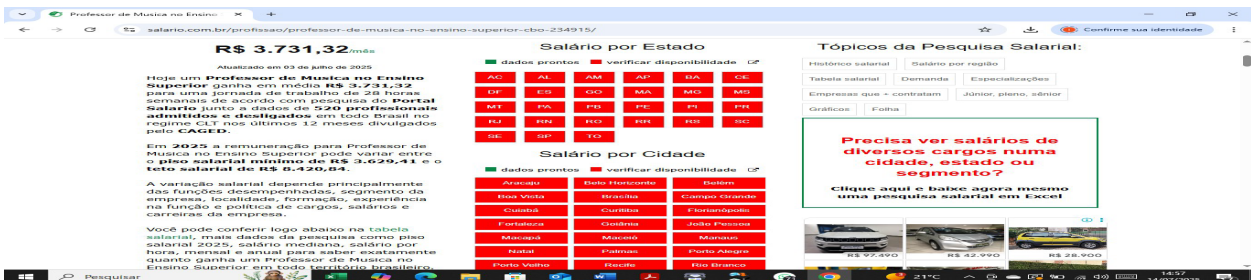 Professor de Musica no Ensino
salario.com.br/profissao/professor-de-musica-no-ensino-superior-cbo-234915/
Confirme sua identidade
R$ 3.731,32/mês
Atualizado em 03 de julho de 2025
Hoje um Professor de Musica no Ensino
Superior ganha em média R$ 3.731,32
para uma jornada de trabalho de 28 horas
semanais de acordo com pesquisa do Portal
Salario junto a dados de 520 profissionais
admitidos e desligados em todo Brasil no
regime CLT nos últimos 12 meses divulgados
pelo CAGED.
Em 2025 a remuneração para Professor de
Musica no Ensino Superior pode variar entre
o piso salarial mínimo de R$ 3.629,41 e o
teto salarial de R$ 8.420,84.
A variação salarial depende principalmente
das funções desempenhadas, segmento da
empresa, localidade, formação, experiência
na função e política de cargos, salários e
carreiras da empresa.
Você pode conferir logo abaixo na tabela
salarial, mais dados da pesquisa como piso
salarial 2025, salário mediana, salário por
hora, mensal e anual para saber exatamente
quanto ganha um Professor de Musica no
Ensino Superior em todo território brasileiro.
Salário por Estado
dados prontos verificar disponibilidade
AC AL AM AP BA CE
DF ES GO MA MG MS
MT PA PB PE PI PR
RJ RN RO RR RS SC
SE SP TO
Salário por Cidade
dados prontos verificar disponibilidade
Aracaju Belo Horizonte Belém
Boa Vista Brasília Campo Grande
Cuiabá Curitiba Florianópolis
Fortaleza Goiânia João Pessoa
Macapá Maceió Manaus
Natal Palmas Porto Alegre
Porto Velho Recife Rio Branco
Tópicos da Pesquisa Salarial:
Histórico salarial Salário por região
Tabela salarial Demanda Especializações
Empresas que + contratam Júnior, pleno, sênior
Gráficos Folha
Precisa ver salários de
diversos cargos numa
cidade, estado ou
segmento?
Clique aqui e baixe agora mesmo
uma pesquisa salarial em Excel
R$ 97.490 R$ 42.990 R$ 28.900
Pesquisar
21°C
14:57
14/07/2025